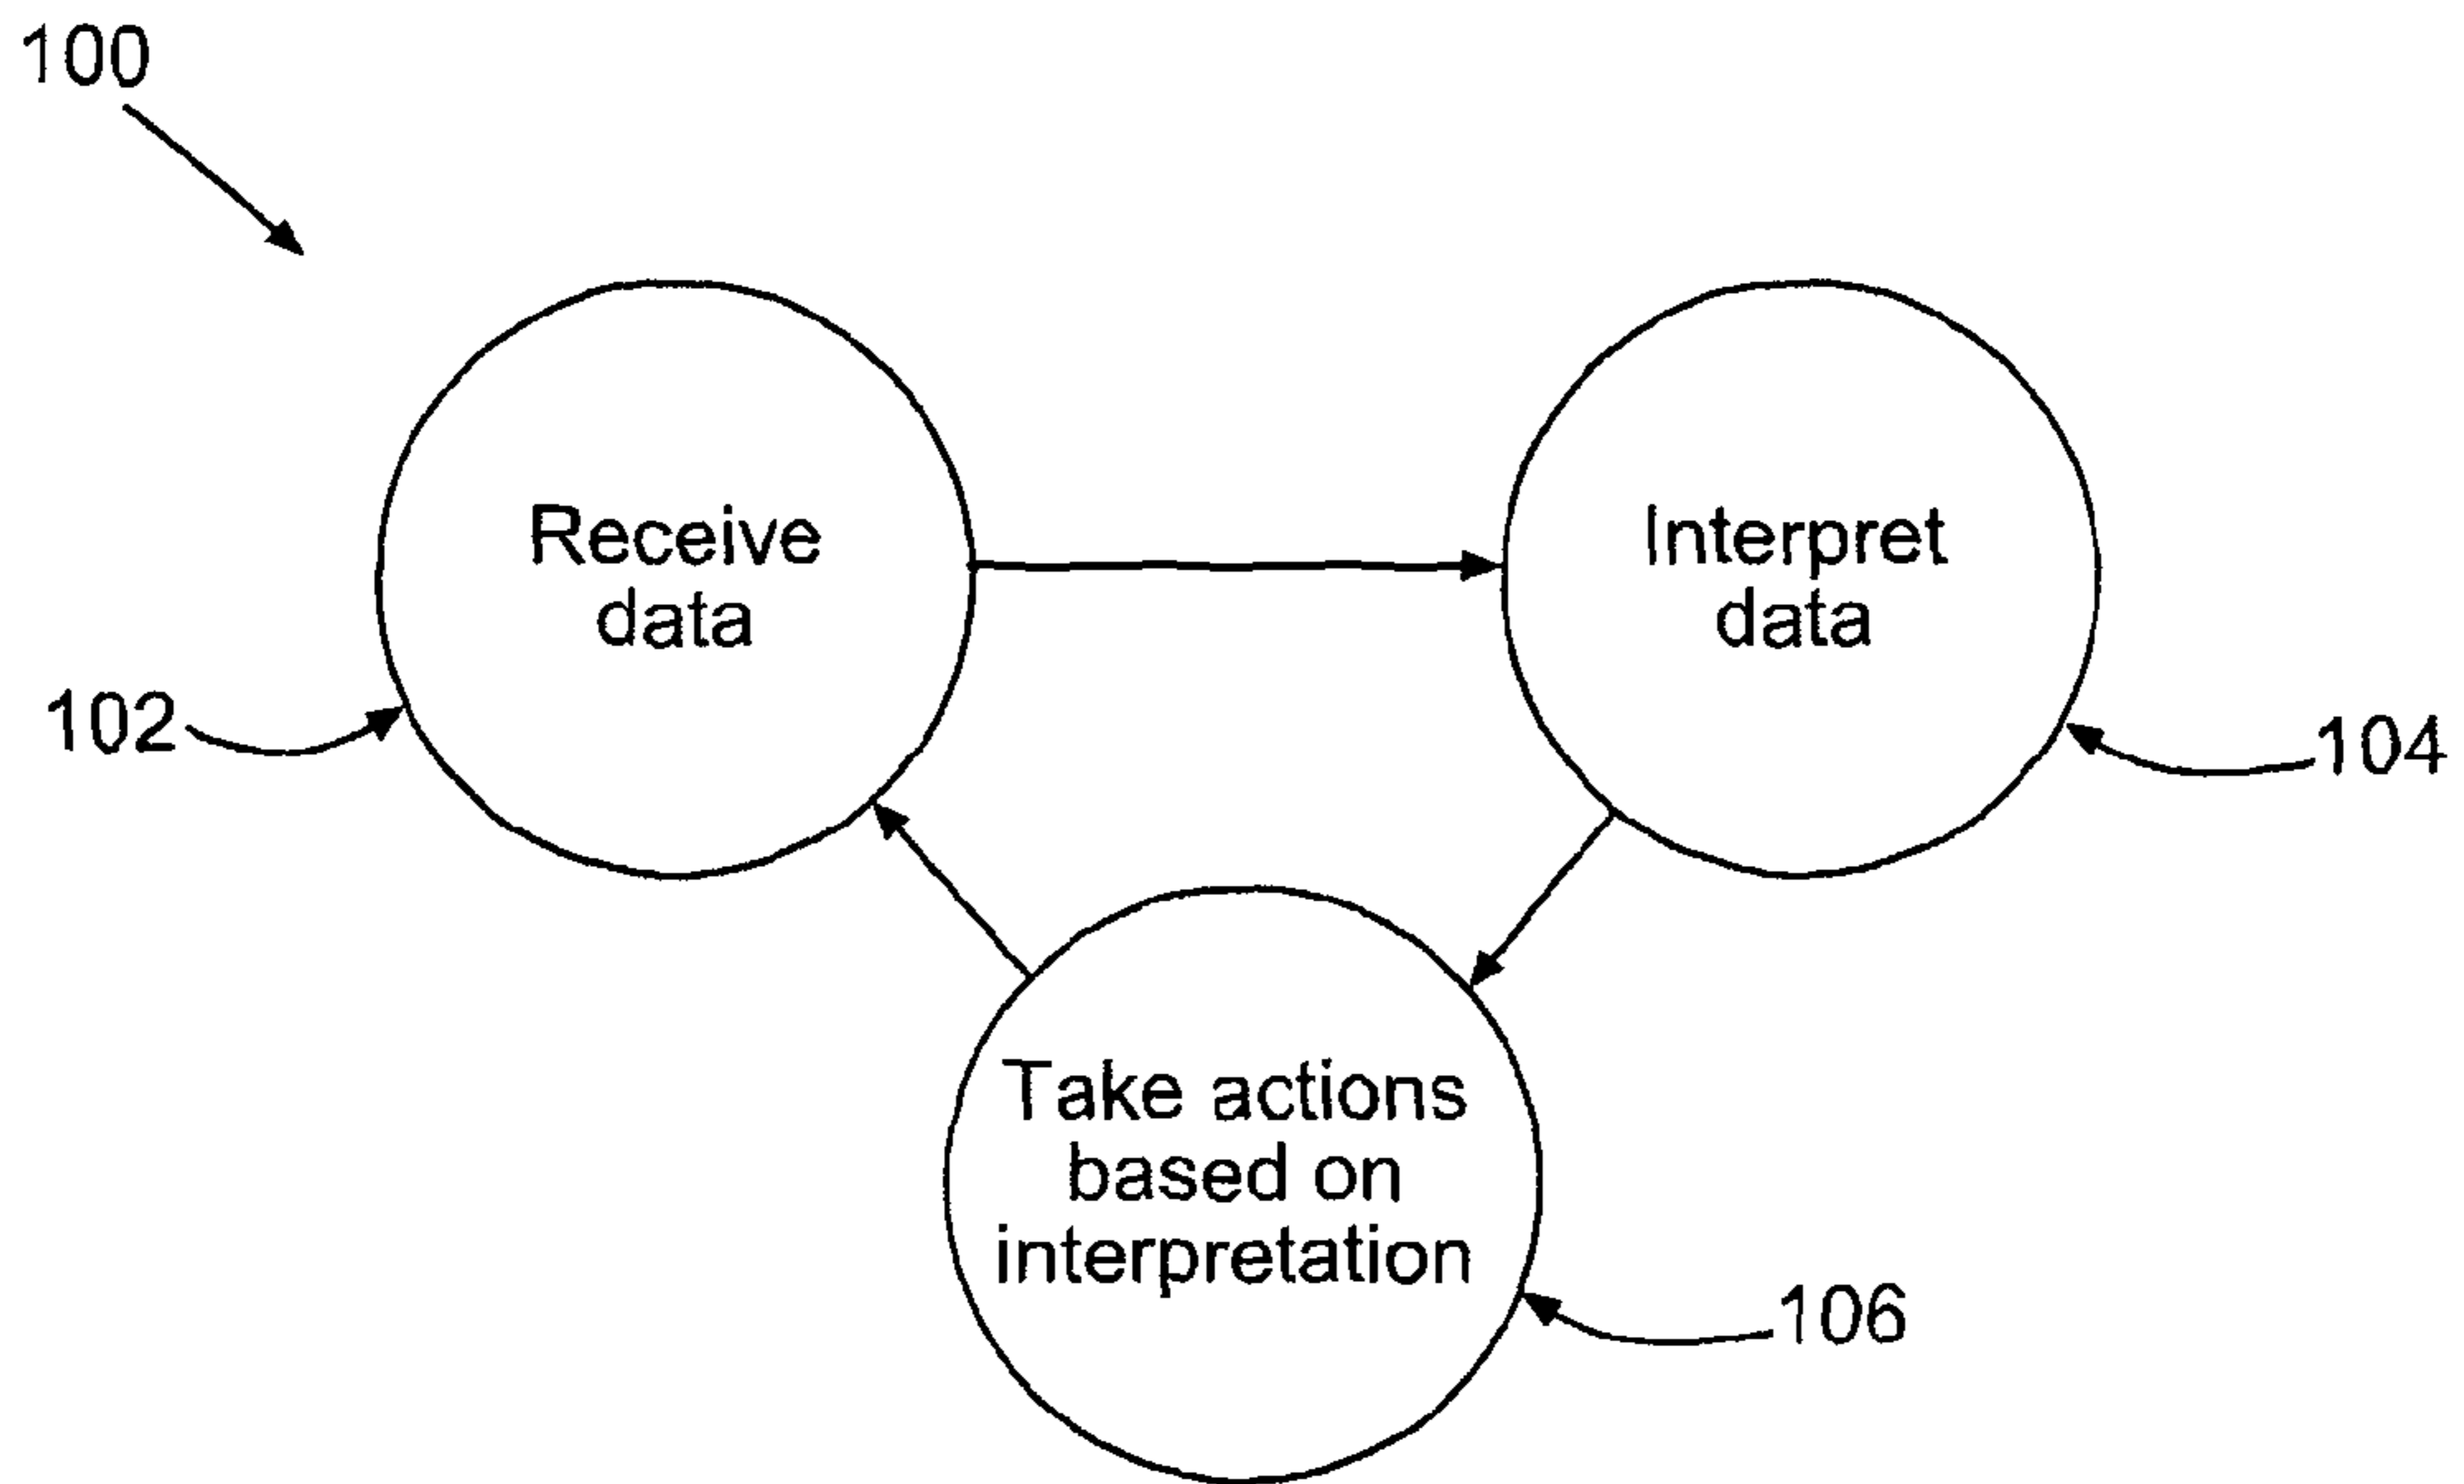 100
Receive
data
Interpret
data
102
104
Take actions
based on
interpretation
106